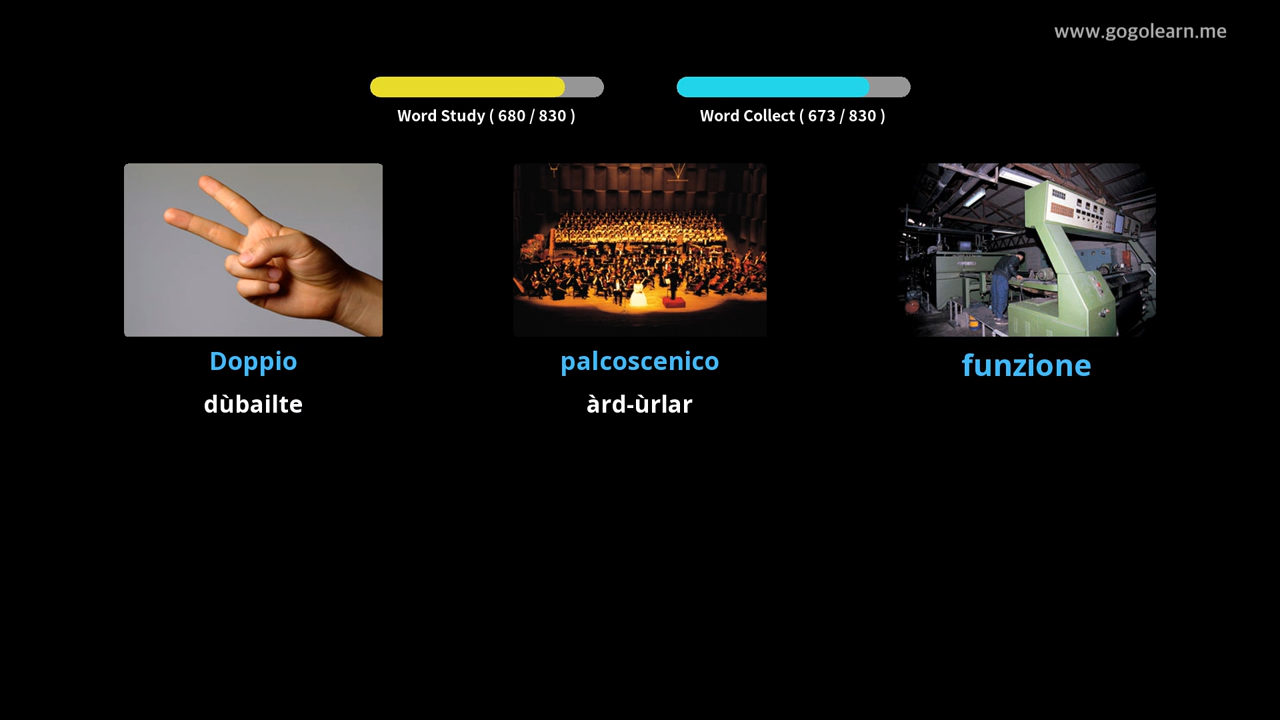 www.gogolearn.me
Word Study ( 680 / 830 )
Word Collect ( 673 / 830 )
Doppio
dùbailte
palcoscenico
àrd-ùrlar
funzione